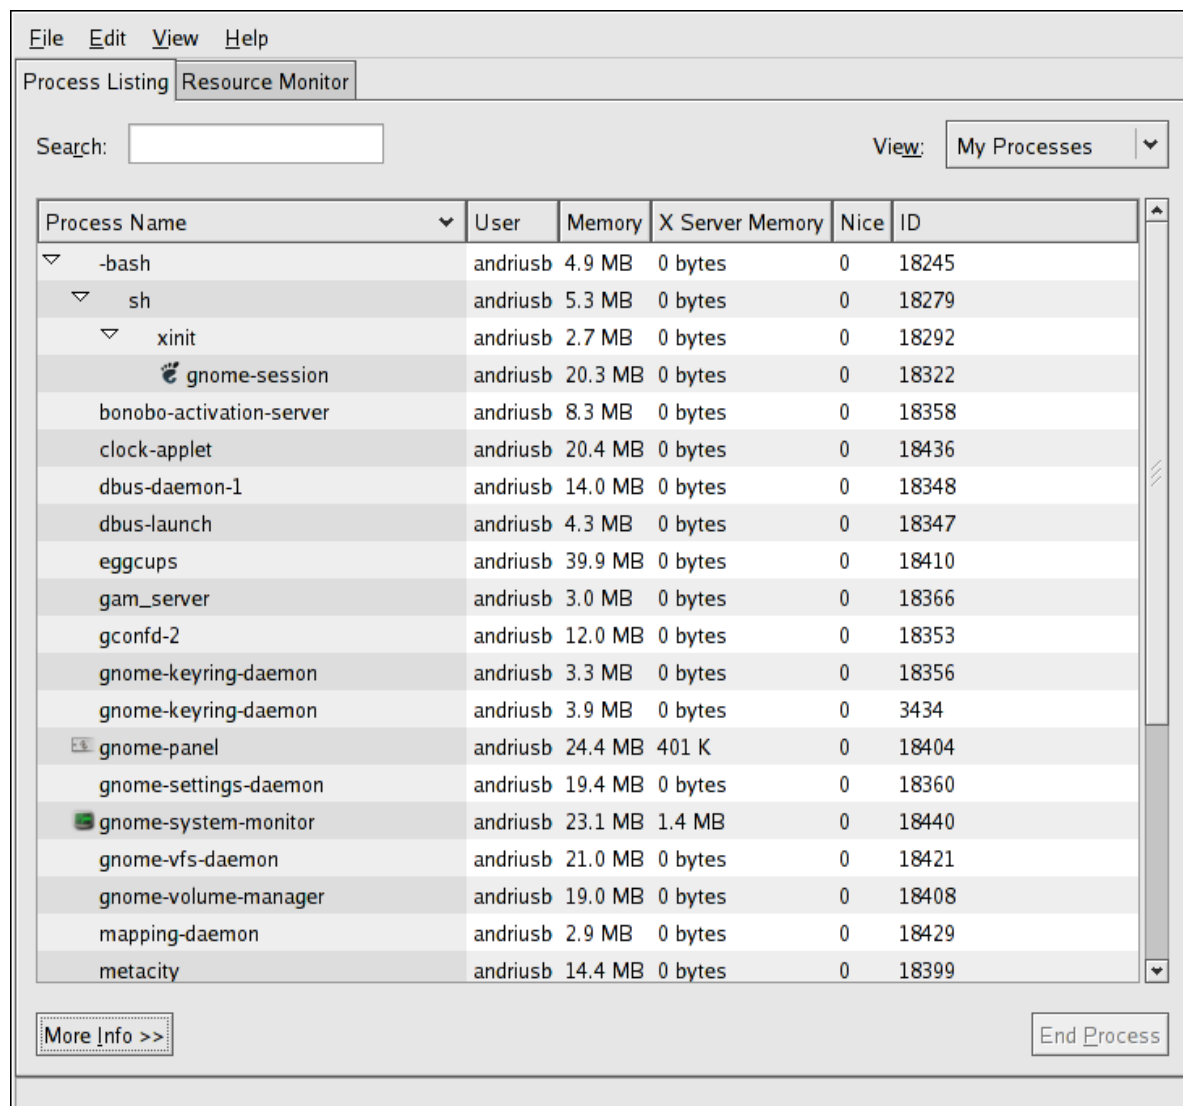 File Edit View Help
Process Listing Resource Monitor
Search: View: My Processes
Process Name User Memory X Server Memory Nice ID
-bash andriusb 4.9 MB 0 bytes 0 18245
sh andriusb 5.3 MB 0 bytes 0 18279
xinit andriusb 2.7 MB 0 bytes 0 18292
gnome-session andriusb 20.3 MB 0 bytes 0 18322
bonobo-activation-server andriusb 8.3 MB 0 bytes 0 18358
clock-applet andriusb 20.4 MB 0 bytes 0 18436
dbus-daemon-1 andriusb 14.0 MB 0 bytes 0 18348
dbus-launch andriusb 4.3 MB 0 bytes 0 18347
eggcups andriusb 39.9 MB 0 bytes 0 18410
gam_server andriusb 3.0 MB 0 bytes 0 18366
gconfd-2 andriusb 12.0 MB 0 bytes 0 18353
gnome-keyring-daemon andriusb 3.3 MB 0 bytes 0 18356
gnome-keyring-daemon andriusb 3.9 MB 0 bytes 0 3434
gnome-panel andriusb 24.4 MB 401 K 0 18404
gnome-settings-daemon andriusb 19.4 MB 0 bytes 0 18360
gnome-system-monitor andriusb 23.1 MB 1.4 MB 0 18440
gnome-vfs-daemon andriusb 21.0 MB 0 bytes 0 18421
gnome-volume-manager andriusb 19.0 MB 0 bytes 0 18408
mapping-daemon andriusb 2.9 MB 0 bytes 0 18429
metacity andriusb 14.4 MB 0 bytes 0 18399
More Info >> End Process